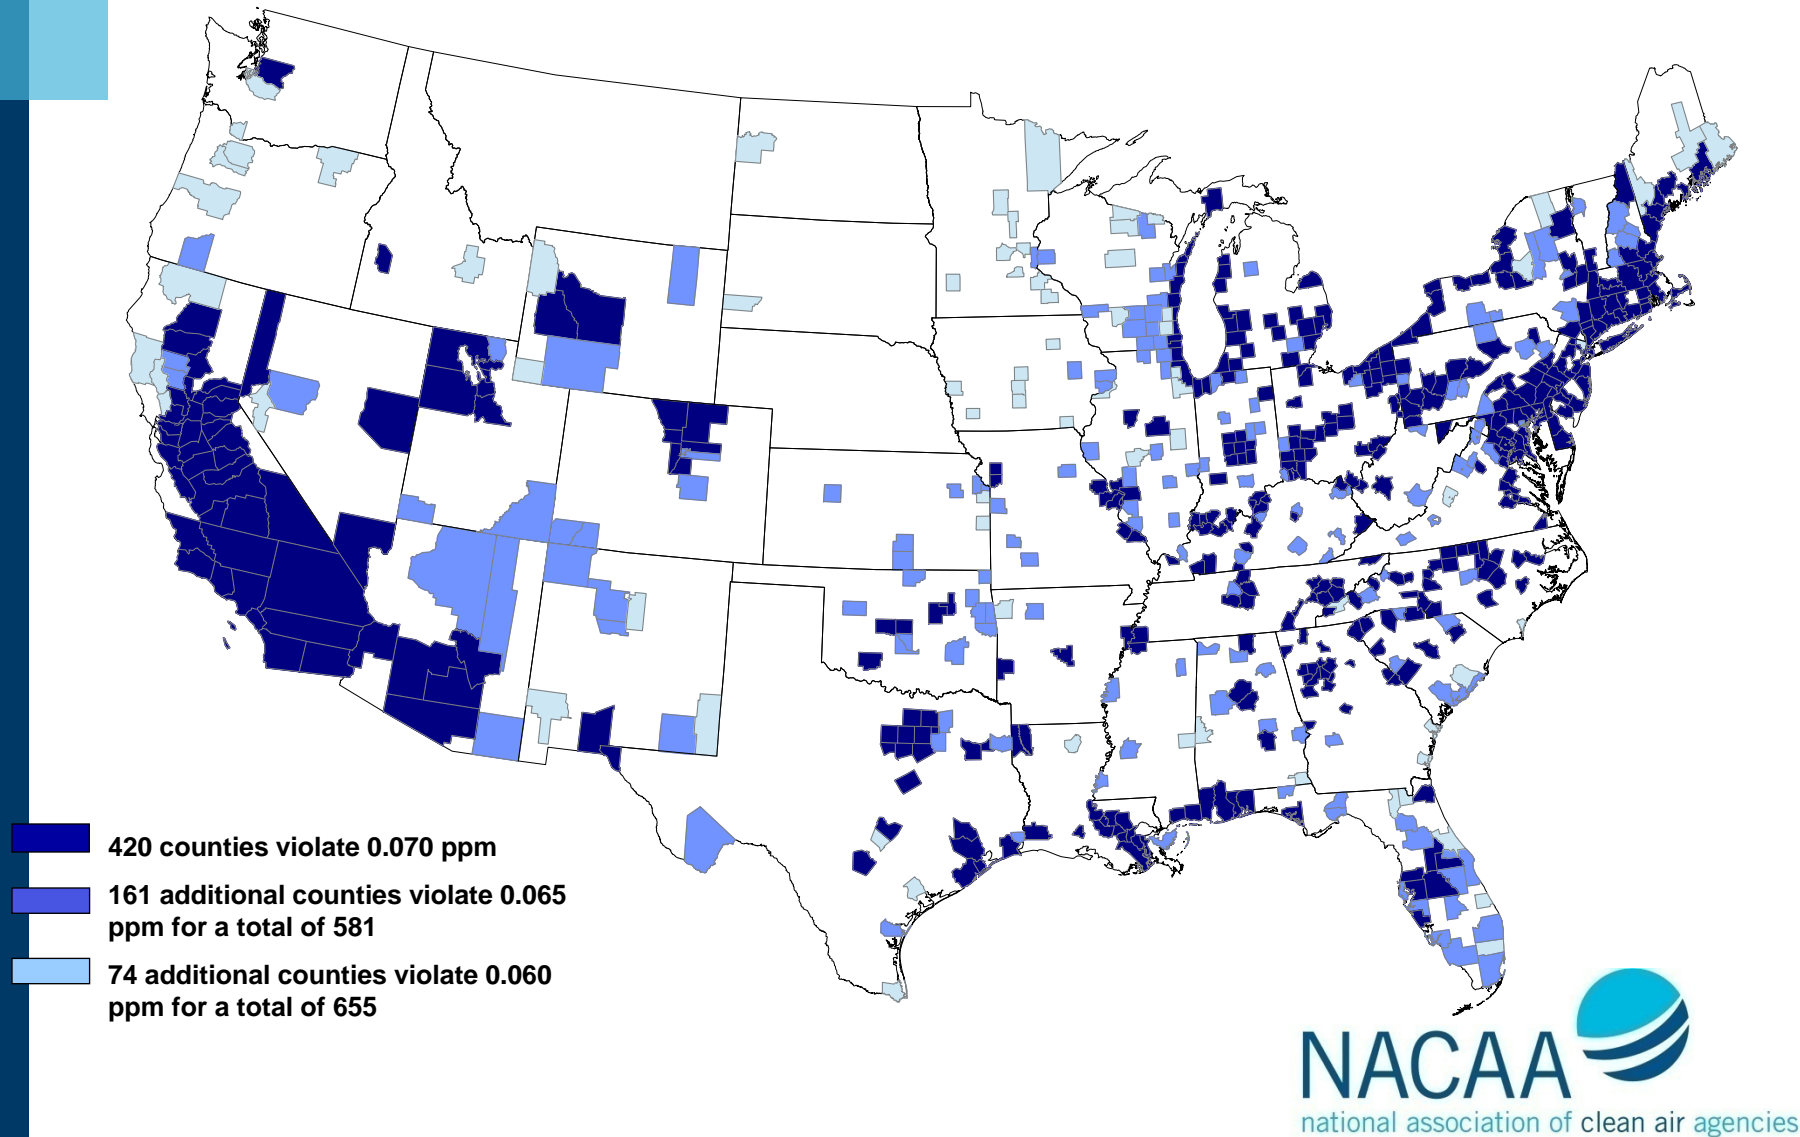 420 counties violate 0.070 ppm
161 additional counties violate 0.065
ppm for a total of 581
74 additional counties violate 0.060
ppm for a total of 655
NACAA
national association of clean air agencies